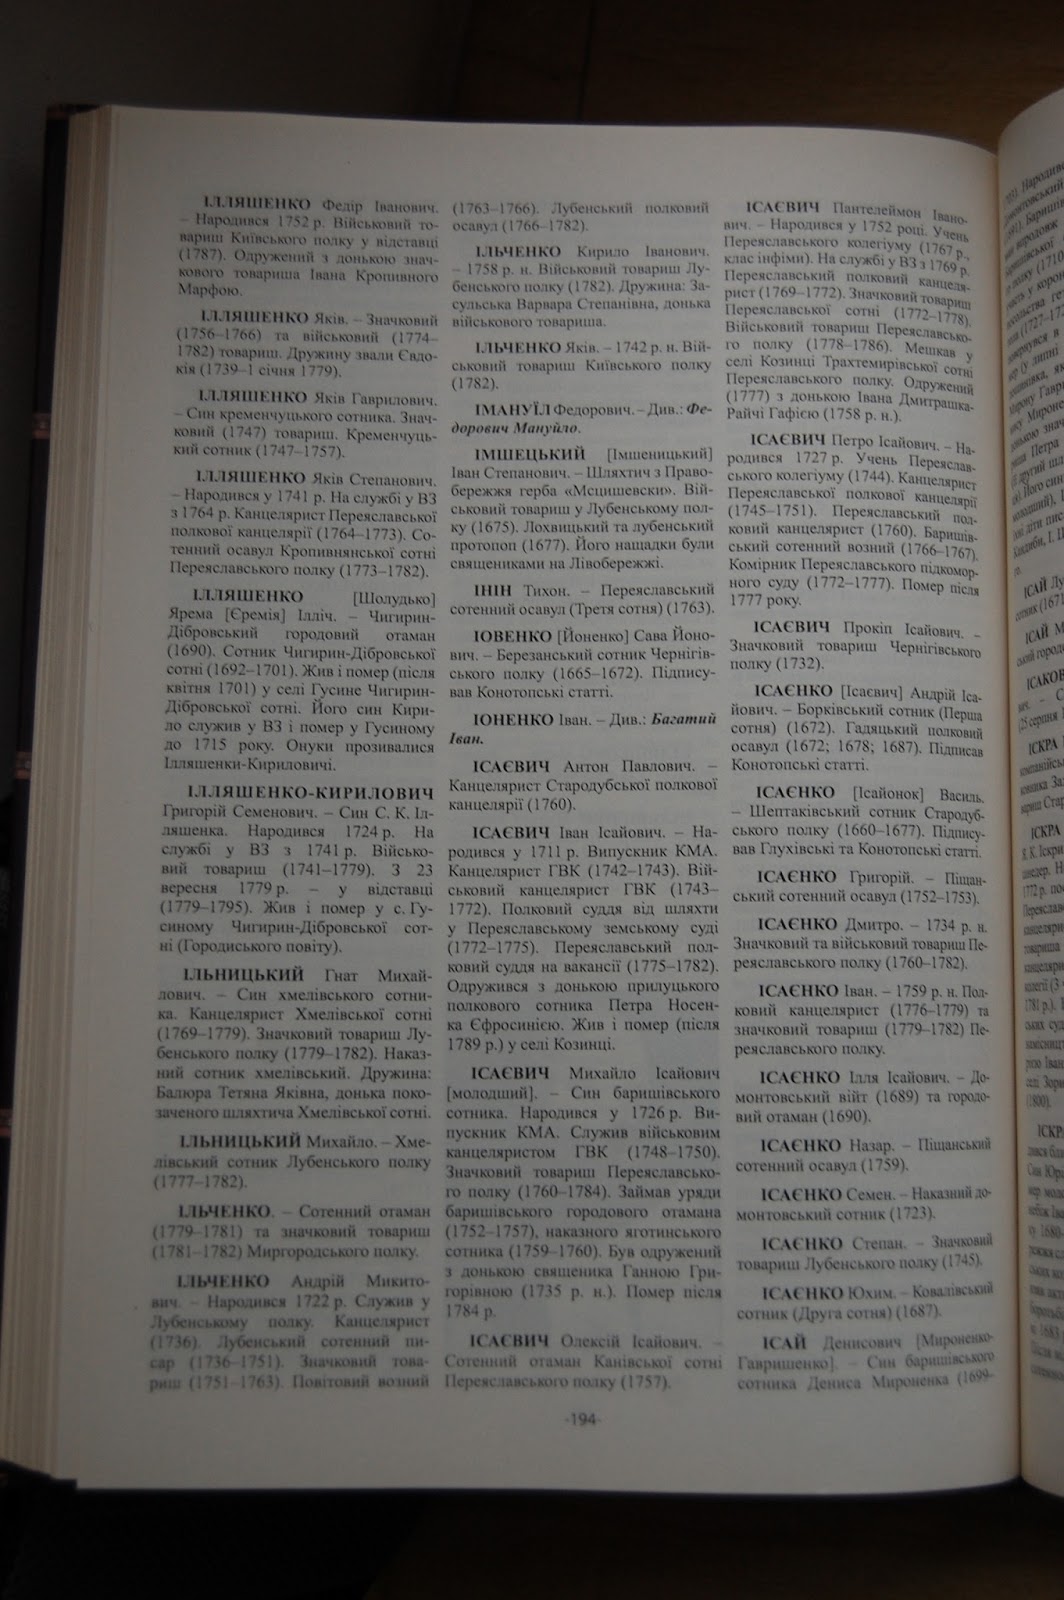 ІЛЛЯШЕНКО Федір Іванович.
– Народився 1752 р. Військовий то-
вариш Київського полку у відставці
(1787). Одружений з донькою знач-
кового товариша Івана Кропивного
Марфою.
ІЛЛЯШЕНКО Яків. – Значковий
(1756–1766) та військовий (1774–
1782) товариш. Дружину звали Євдо-
кія (1739–1 січня 1779).
ІЛЛЯШЕНКО Яків Гаврилович.
– Син кременчуцького сотника. Знач-
ковий (1747) товариш. Кременчуць-
кий сотник (1747–1757).
ІЛЛЯШЕНКО Яків Степанович.
– Народився у 1741 р. На службі у ВЗ
з 1764 р. Канцелярист Переяславської
полкової канцелярії (1764–1773). Со-
тенний осавул Кропивнянської сотні
Переяславського полку (1773–1782).
ІЛЛЯШЕНКО [Шолудько]
Ярема [Єремія] Ілліч. – Чигирин-
Дібровський городовий отаман
(1690). Сотник Чигирин-Дібровської
сотні (1692–1701). Жив і помер (після
квітня 1701) у селі Гусине Чигирин-
Дібровської сотні. Його син Кири-
ло служив у ВЗ і помер у Гусиному
до 1715 року. Онуки прозивалися
Ілляшенки-Кириловичі.
ІЛЛЯШЕНКО-КИРИЛОВИЧ
Григорій Семенович. – Син С. К. Іл-
ляшенка. Народився 1724 р. На
службі у ВЗ з 1741 р. Військо-
вий товариш (1741–1779). З 23
вересня 1779 р. – у відставці
(1779–1795). Жив і помер у с. Гу-
синому Чигирин-Дібровської сот-
ні (Городиського повіту).
ІЛЬНИЦЬКИЙ Гнат Михай-
лович. – Син хмелівського сотни-
ка. Канцелярист Хмелівської сотні
(1769–1779). Значковий товариш Лу-
бенського полку (1779–1782). Наказ-
ний сотник хмелівський. Дружина:
Балюра Тетяна Яківна, донька поко-
заченого шляхтича Хмелівської сотні.
ІЛЬНИЦЬКИЙ Михайло. – Хме-
лівський сотник Лубенського полку
(1777–1782).
ІЛЬЧЕНКО. – Сотенний отаман
(1779–1781) та значковий товариш
(1781–1782) Миргородського полку.
ІЛЬЧЕНКО Андрій Микито-
вич. – Народився 1722 р. Служив у
Лубенському полку. Канцелярист
(1736). Лубенський сотенний пи-
сар (1736–1751). Значковий това-
риш (1751–1763). Повітовий возний
(1763–1766). Лубенський полковий
осавул (1766–1782).
ІЛЬЧЕНКО Кирило Іванович.
– 1758 р. н. Військовий товариш Лу-
бенського полку (1782). Дружина: За-
сульська Варвара Степанівна, донька
військового товариша.
ІЛЬЧЕНКО Яків. – 1742 р. н. Вій-
ськовий товариш Київського полку
(1782).
ІМАНУЇЛ Федорович. – Див.: Фе-
дорович Мануйло.
ІМШЕЦЬКИЙ [Імшеницький]
Іван Степанович. – Шляхтич з Право-
бережжя герба «Мсцишевски». Вій-
ськовий товариш у Лубенському пол-
ку (1675). Лохвицький та лубенський
протопоп (1677). Його нащадки були
священиками на Лівобережжі.
ІНІН Тихон. – Переяславський
сотенний осавул (Третя сотня) (1763).
ІОВЕНКО [Йоненко] Сава Йоно-
вич. – Березанський сотник Чернігів-
ського полку (1665–1672). Підпису-
вав Конотопські статті.
ІОНЕНКО Іван. – Див.: Багатий
Іван.
ІСАЄВИЧ Антон Павлович. –
Канцелярист Стародубської полкової
канцелярії (1760).
ІСАЄВИЧ Іван Ісайович. – На-
родився у 1711 р. Випускник КМА.
Канцелярист ГВК (1742–1743). Вій-
ськовий канцелярист ГВК (1743–
1772). Полковий суддя від шляхти
у Переяславському земському суді
(1772–1775). Переяславський пол-
ковий суддя на вакансії (1775–1782).
Одружився з донькою прилуцького
полкового сотника Петра Носен-
ка Єфросинією. Жив і помер (після
1789 р.) у селі Козинці.
ІСАЄВИЧ Михайло Ісайович
[молодший]. – Син баришівського
сотника. Народився у 1726 р. Ви-
пускник КМА. Служив військовим
канцеляристом ГВК (1748–1750).
Значковий товариш Переяславсько-
го полку (1760–1784). Займав уряди
баришівського городового отамана
(1752–1757), наказного яготинського
сотника (1759–1760). Був одружений
з донькою священика Ганною Гри-
горівною (1735 р. н.). Помер після
1784 р.
ІСАЄВИЧ Олексій Ісайович. –
Сотенний отаман Канівської сотні
Переяславського полку (1757).
ІСАЄВИЧ Пантелеймон Івано-
вич. – Народився у 1752 році. Учень
Переяславського колегіуму (1767 р.,
клас інфіми). На службі у ВЗ з 1769 р.
Переяславський полковий канцеля-
рист (1769–1772). Значковий товариш
Переяславської сотні (1772–1778).
Військовий товариш Переяславсько-
го полку (1778–1786). Мешкав у
селі Козинці Трахтемирівської сотні
Переяславського полку. Одружений
(1777) з донькою Івана Дмитрашка-
Райчі Гафією (1758 р. н.).
ІСАЄВИЧ Петро Ісайович. – На-
родився 1727 р. Учень Переяслав-
ського колегіуму (1744). Канцелярист
Переяславської полкової канцелярії
(1745–1751). Переяславський пол-
ковий канцелярист (1760). Баришів-
ський сотенний возний (1766–1767).
Комірник Переяславського підкомор-
ного суду (1772–1777). Помер після
1777 року.
ІСАЄВИЧ Прокіп Ісайович. –
Значковий товариш Чернігівського
полку (1732).
ІСАЄНКО [Ісаєвич] Андрій Іса-
йович. – Борківський сотник (Перша
сотня) (1672). Гадяцький полковий
осавул (1672; 1678; 1687). Підписав
Конотопські статті.
ІСАЄНКО [Ісайонок] Василь.
– Шептаківський сотник Стародуб-
ського полку (1660–1677). Підпису-
вав Глухівські та Конотопські статті.
ІСАЄНКО Григорій. – Піщан-
ський сотенний осавул (1752–1753).
ІСАЄНКО Дмитро. – 1734 р. н.
Значковий та військовий товариш Пе-
реяславського полку (1760–1782).
ІСАЄНКО Іван. – 1759 р. н. Пол-
ковий канцелярист (1776–1779) та
значковий товариш (1779–1782) Пе-
реяславського полку.
ІСАЄНКО Ілля Ісайович. – До-
монтовський війт (1689) та городо-
вий отаман (1690).
ІСАЄНКО Назар. – Піщанський
сотенний осавул (1759).
ІСАЄНКО Семен. – Наказний до-
монтовський сотник (1723).
ІСАЄНКО Степан. – Значковий
товариш Лубенського полку (1745).
ІСАЄНКО Юхим. – Ковалівський
сотник (Друга сотня) (1687).
ІСАЙ Денисович [Мироненко-
Гавришенко]. – Син баришівського
сотника Дениса Мироненка (1699–
-194-